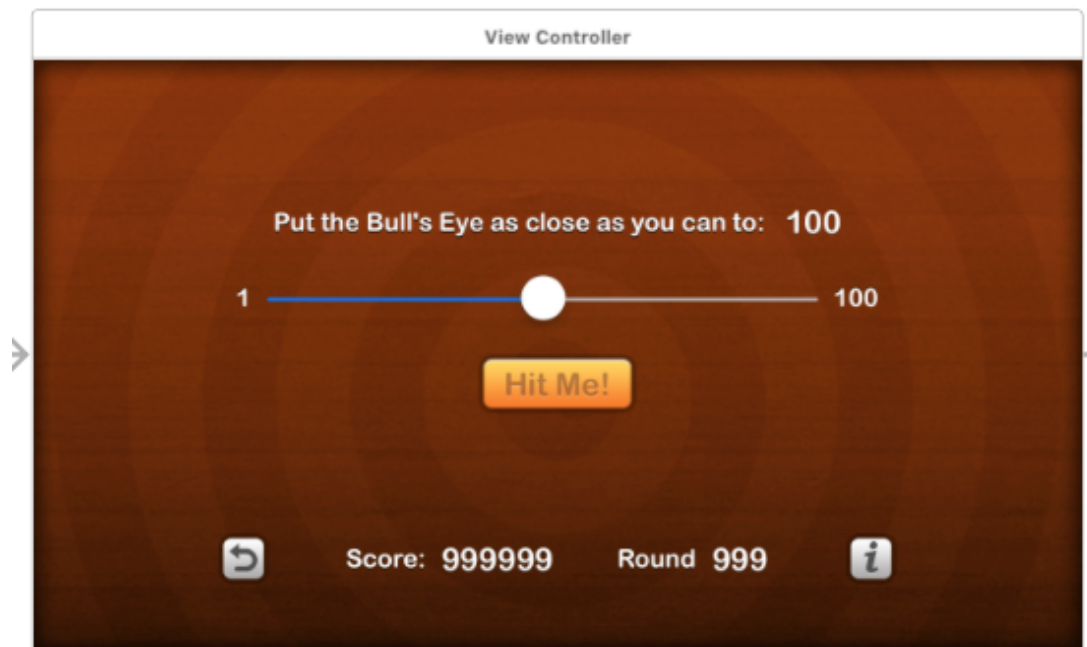 View Controller
Put the Bull's Eye as close as you can to: 100
1 100
Hit Me!
Score: 999999 Round 999 i